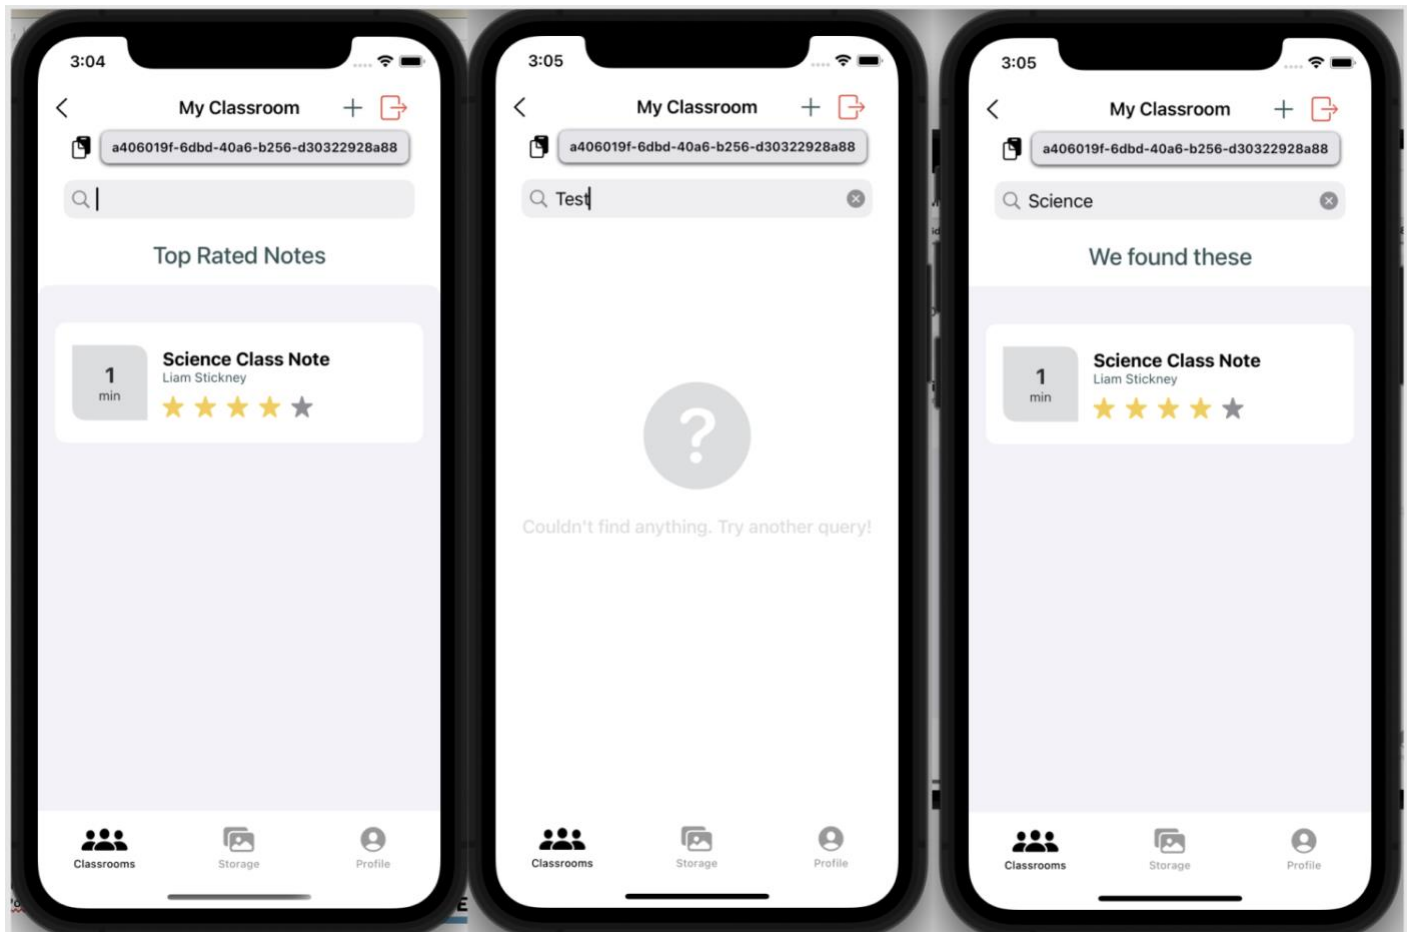 3:04
My Classroom
a406019f-6dbd-40a6-b256-d30322928a88
Top Rated Notes
1
min
Science Class Note
Liam Stickney
Classrooms
Storage
Profile
3:05
My Classroom
a406019f-6dbd-40a6-b256-d30322928a88
Test
?
Couldn't find anything. Try another query!
Classrooms
Storage
Profile
3:05
My Classroom
a406019f-6dbd-40a6-b256-d30322928a88
Science
We found these
1
min
Science Class Note
Liam Stickney
Classrooms
Storage
Profile